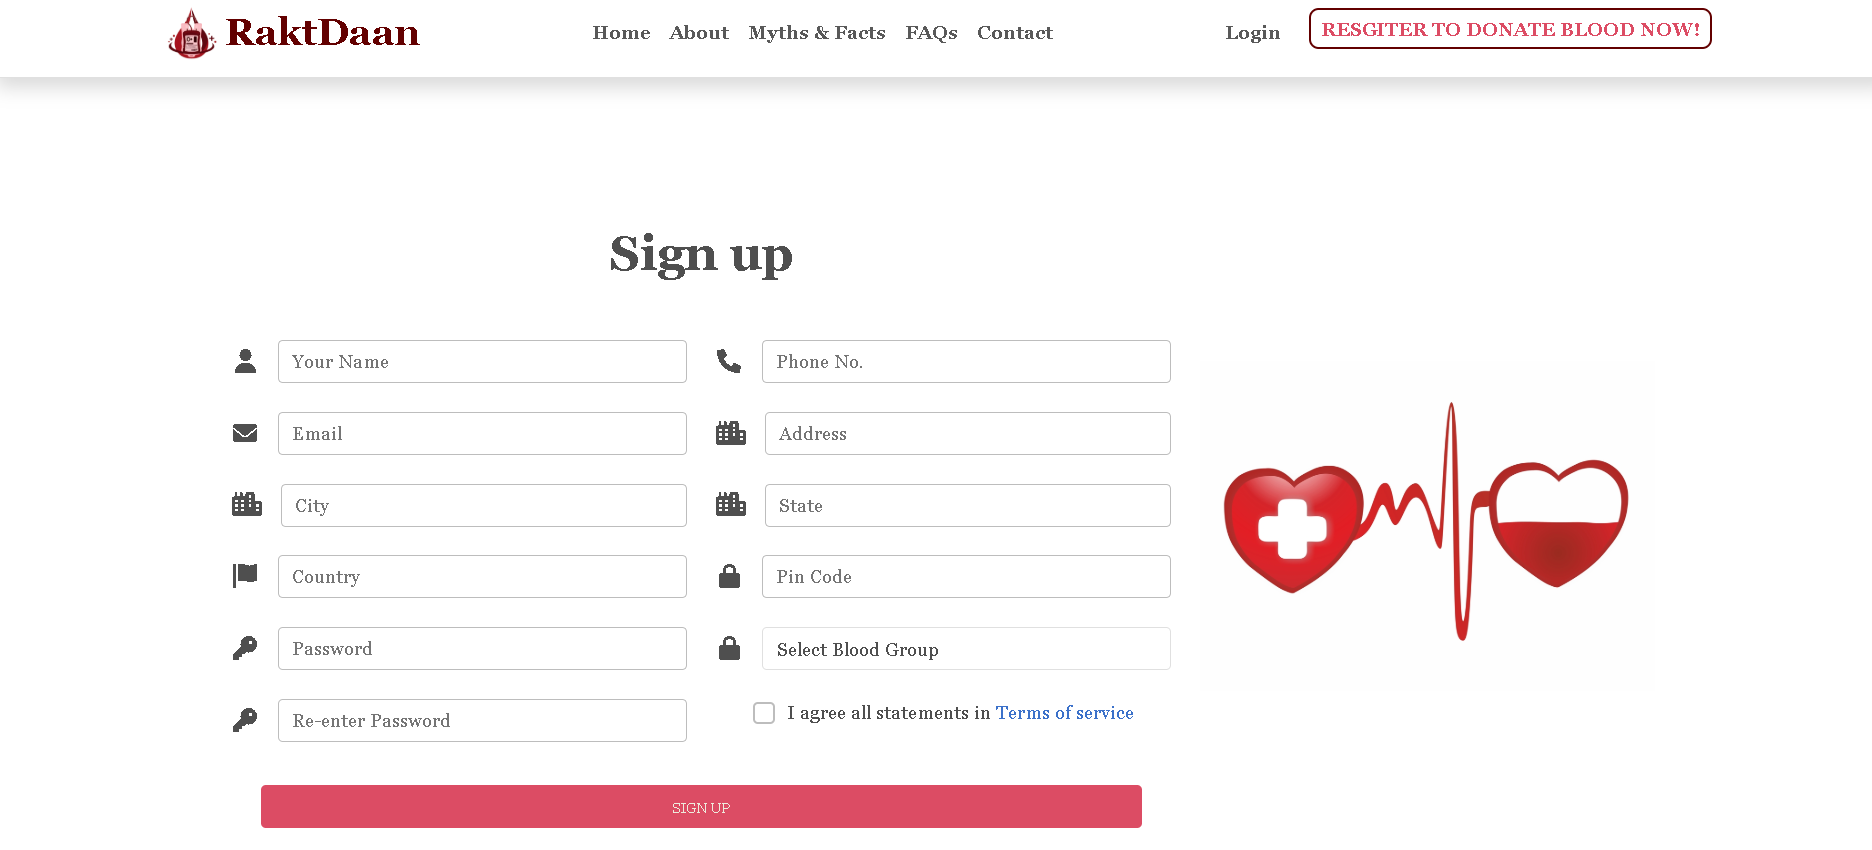 RaktDaan
Home About Myths & Facts FAQs Contact
Login
RESGITER TO DONATE BLOOD NOW!
Sign up
Your Name
Phone No.
Email
Address
City
State
Country
Pin Code
Password
Select Blood Group
Re-enter Password
I agree all statements in Terms of service
SIGN UP